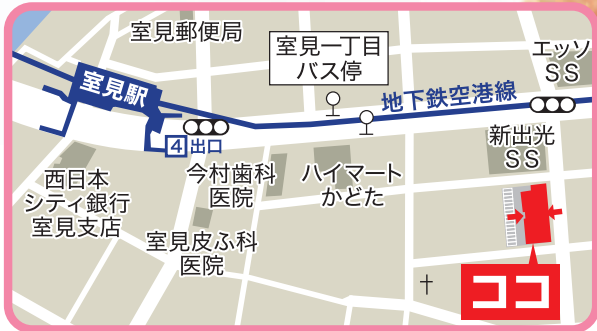 室見郵便局
室見一丁目
バス停
エッソ
SS
室見駅
地下鉄空港線
4 出口
新出光
SS
西日本
シティ銀行
室見支店
今村歯科
医院
ハイマート
かどた
室見皮ふ科
医院
ココ